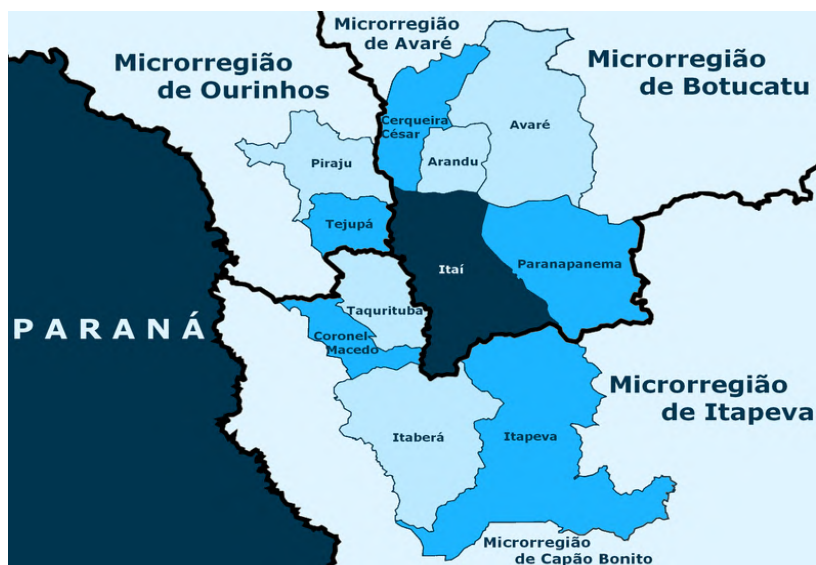 Microrregião
de Avaré
Microrregião
de Ourinhos
Microrregião
de Botucatu
Cerqueira
César
Avaré
Arandu
Piraju
Tejupá
Itaí
Paranapanema
Taqurituba
PARANÁ
Coronel-
Macedo
Microrregião
de Itapeva
Itaberá
Itapeva
Microrregião
de Capão Bonito